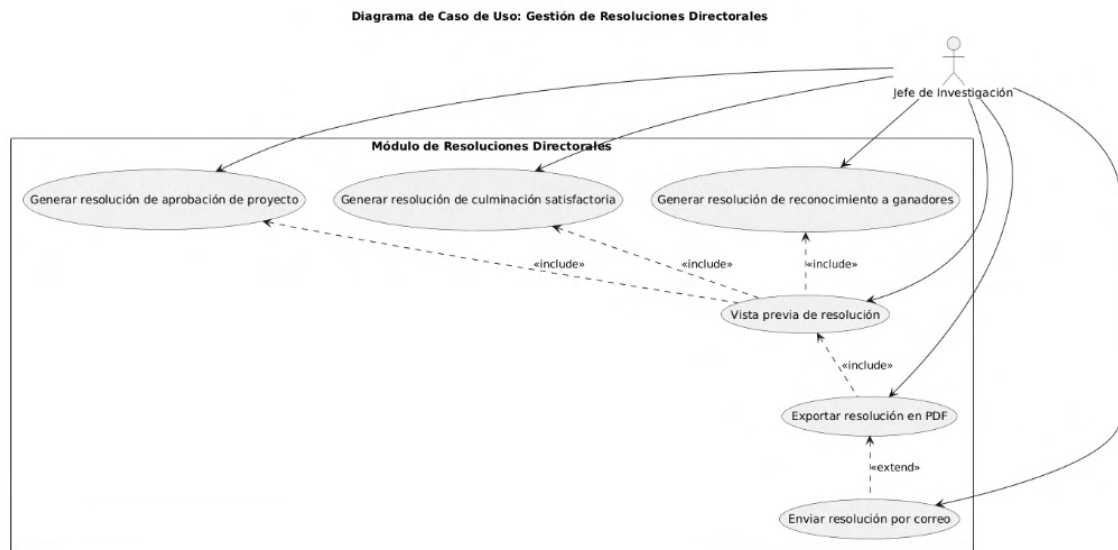 Diagrama de Caso de Uso: Gestión de Resoluciones Directorales
Jefe de Investigación
Módulo de Resoluciones Directorales
Generar resolución de aprobación de proyecto
Generar resolución de culminación satisfactoria
Generar resolución de reconocimiento a ganadores
«include»
«include»
«include»
Vista previa de resolución
«include»
Exportar resolución en PDF
«extend»
Enviar resolución por correo